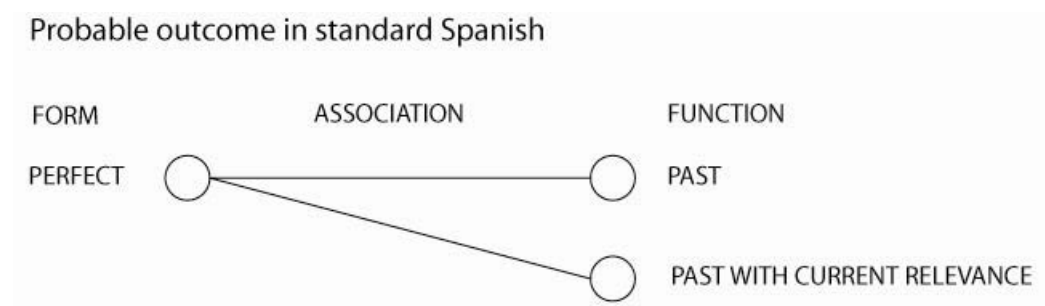 Probable outcome in standard Spanish
FORM ASSOCIATION FUNCTION
PERFECT PAST
PAST WITH CURRENT RELEVANCE